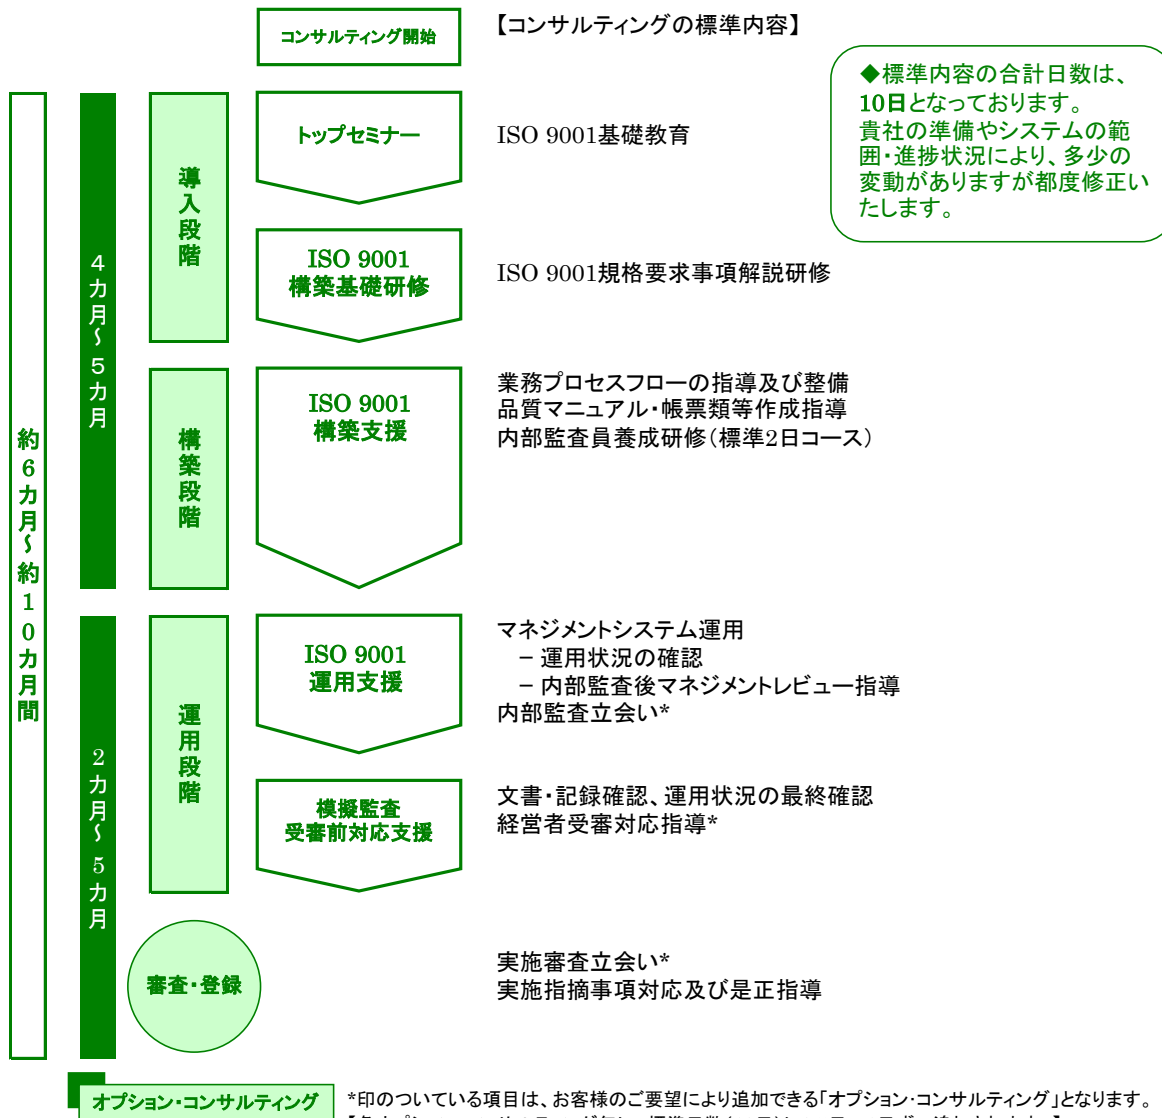 コンサルティング開始
【コンサルティングの標準内容】
◆標準内容の合計日数は、
10日となっております。
貴社の準備やシステムの範
囲・進捗状況により、多少の
変動がありますが都度修正い
たします。
約6カ月～約10カ月間
4カ月～5カ月
導入段階
トップセミナー
ISO 9001基礎教育
ISO 9001
構築基礎研修
ISO 9001規格要求事項解説研修
構築段階
ISO 9001
構築支援
業務プロセスフローの指導及び整備
品質マニュアル・帳票類等作成指導
内部監査員養成研修（標準2日コース）
2カ月～5カ月
運用段階
ISO 9001
運用支援
マネジメントシステム運用
－運用状況の確認
－内部監査後マネジメントレビュー指導
内部監査立会い*
模擬監査
受審前対応支援
文書・記録確認、運用状況の最終確認
経営者受審対応指導*
審査・登録
実施審査立会い*
実施指摘事項対応及び是正指導
オプション・コンサルティング
*印のついている項目は、お客様のご要望により追加できる「オプション・コンサルティング」となります。